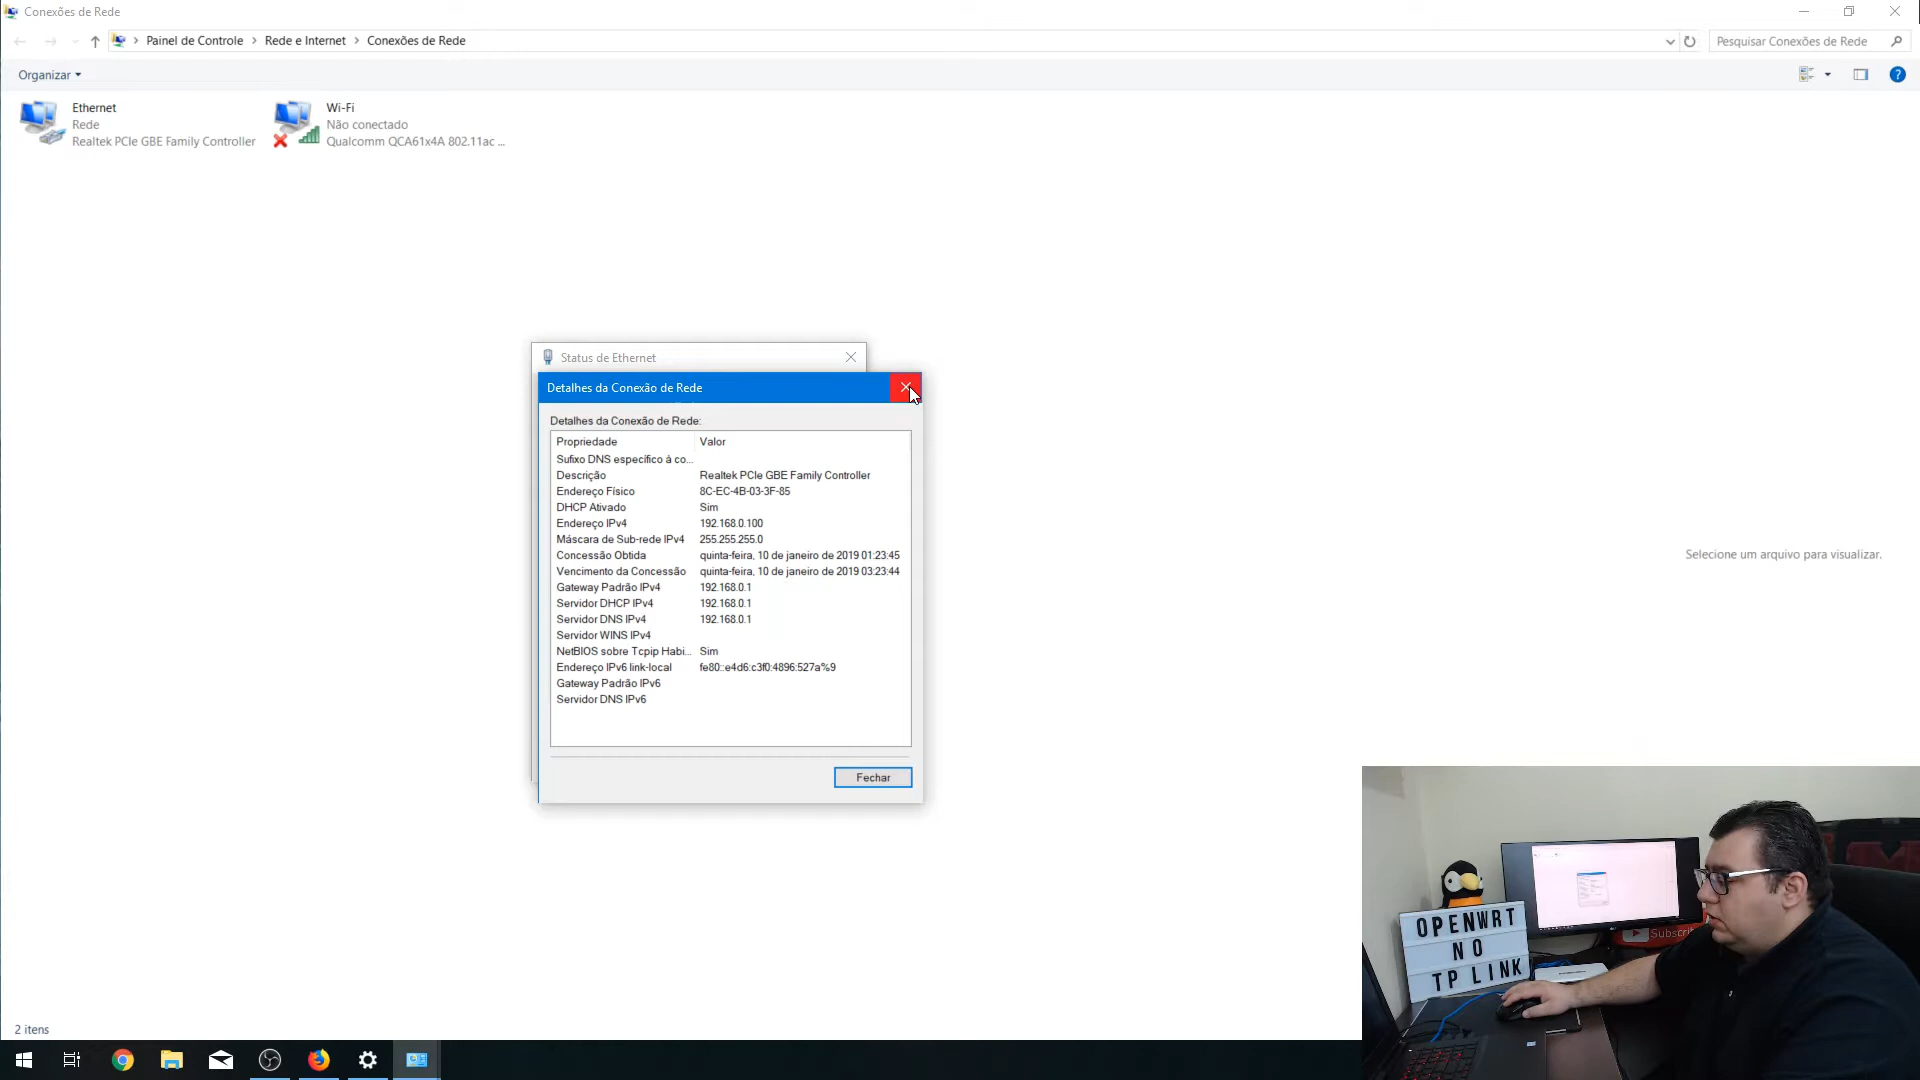 Conexões de Rede
Painel de Controle
Rede e Internet
Conexões de Rede
Pesquisar Conexões de Rede
Organizar
Ethernet
Rede
Realtek PCIe GBE Family Controller
Wi-Fi
Não conectado
Qualcomm QCA61x4A 802.11ac ...
Status de Ethernet
Detalhes da Conexão de Rede
Detalhes da Conexão de Rede:
Propriedade Valor
Sufixo DNS específico à co...
Descrição Realtek PCIe GBE Family Controller
Endereço Físico 8C-EC-4B-03-3F-85
DHCP Ativado Sim
Endereço IPv4 192.168.0.100
Máscara de Sub-rede IPv4 255.255.255.0
Concessão Obtida quinta-feira, 10 de janeiro de 2019 01:23:45
Vencimento da Concessão quinta-feira, 10 de janeiro de 2019 03:23:44
Gateway Padrão IPv4 192.168.0.1
Servidor DHCP IPv4 192.168.0.1
Servidor DNS IPv4 192.168.0.1
Servidor WINS IPv4
NetBIOS sobre Tcpip Habi... Sim
Endereço IPv6 link-local fe80::e4d6:c3f0:4896:527a%9
Gateway Padrão IPv6
Servidor DNS IPv6
Fechar
Selecione um arquivo para visualizar.
OPENWRT
NO
TP LINK
Subscri
2 itens